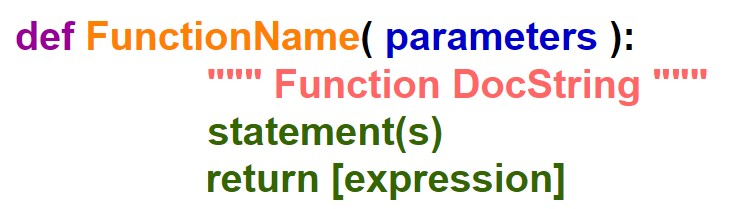 def FunctionName( parameters ):
""" Function DocString """
statement(s)
return [expression]